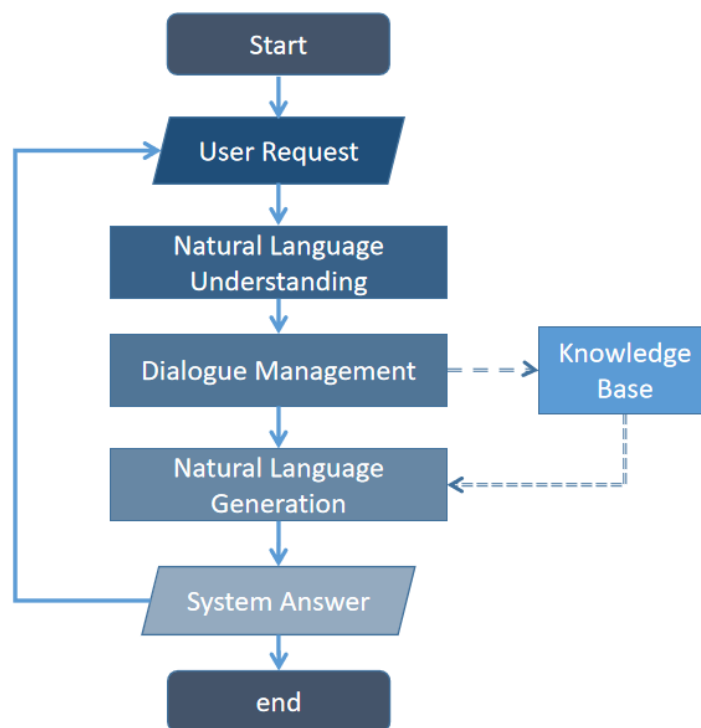 Start
User Request
Natural Language
Understanding
Dialogue Management
Knowledge
Base
Natural Language
Generation
System Answer
end